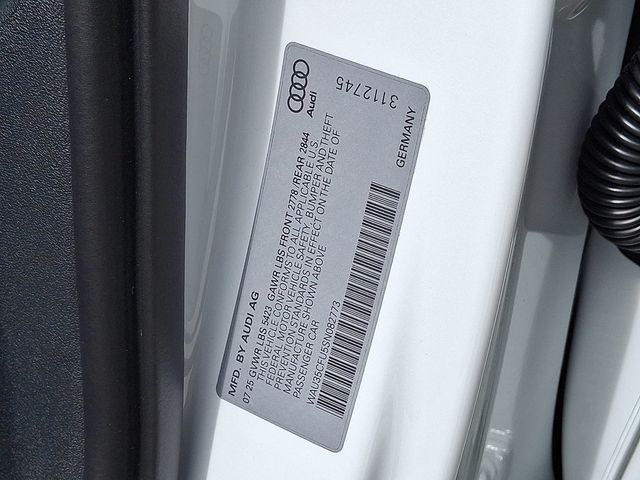 MFD. BY AUDI AG
07 25 GVWR LBS 5423 GAWR LBS FRONT 2778 REAR 2844
THIS VEHICLE CONFORMS TO ALL APPLICABLE U.S.
FEDERAL MOTOR VEHICLE SAFETY, BUMPER AND THEFT
PREVENTION STANDARDS IN EFFECT ON THE DATE OF
MANUFACTURE SHOWN ABOVE
PASSENGER CAR
WAU35CFU5SN082773
Audi
GERMANY
3112745